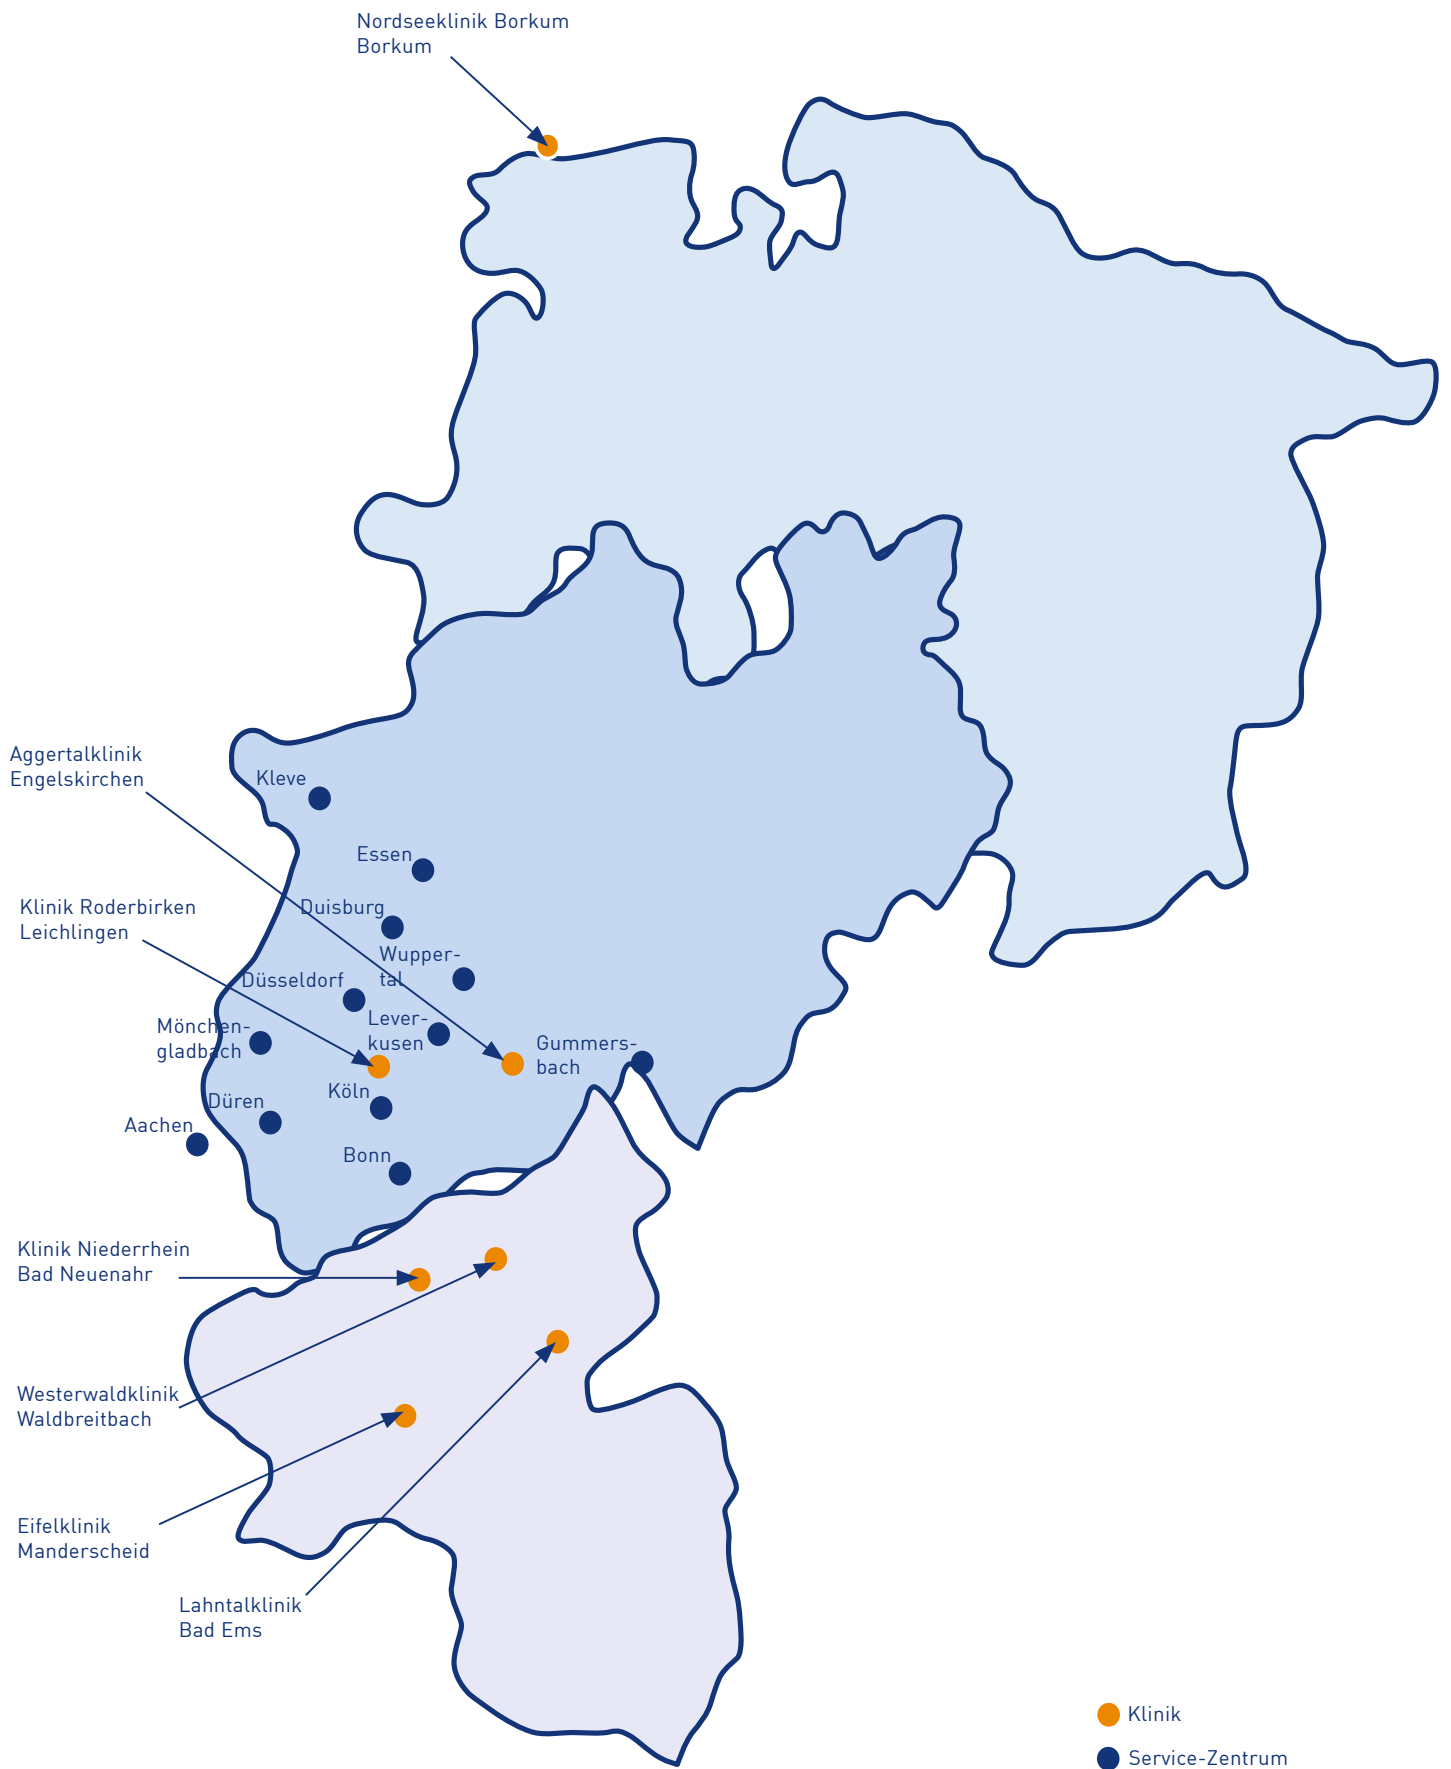 Nordseeklinik Borkum
Borkum
Aggertalklinik
Engelskirchen
Kleve
Essen
Klinik Roderbirken
Leichlingen
Duisburg
Wupper-
tal
Düsseldorf
Lever-
kusen
Mönchen-
gladbach
Gummers-
bach
Köln
Düren
Aachen
Bonn
Klinik Niederrhein
Bad Neuenahr
Westerwaldklinik
Waldbreitbach
Eifelklinik
Manderscheid
Lahntalklinik
Bad Ems
Klinik
Service-Zentrum